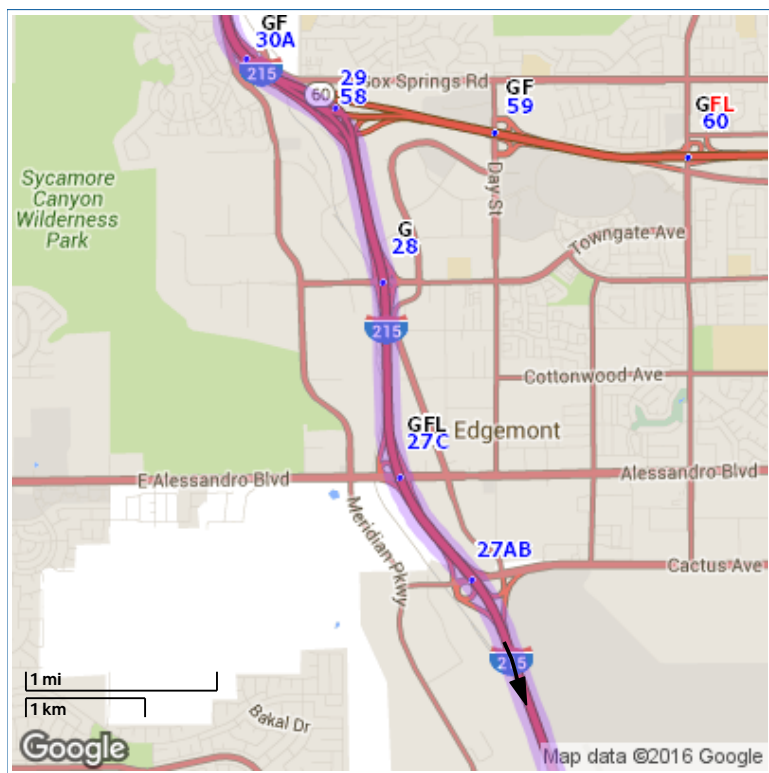 GF
30A
215
60
29
58
Box Springs Rd
GF
59
GFL
60
Sycamore
Canyon
Wilderness
Park
Day St
G
28
Towngate Ave
215
Cottonwood Ave
GFL
27C
Edgemont
E Alessandro Blvd
Alessandro Blvd
Meridian Pkwy
27AB
Cactus Ave
215
1 mi
1 km
Bakal Dr
Google
Map data ©2016 Google